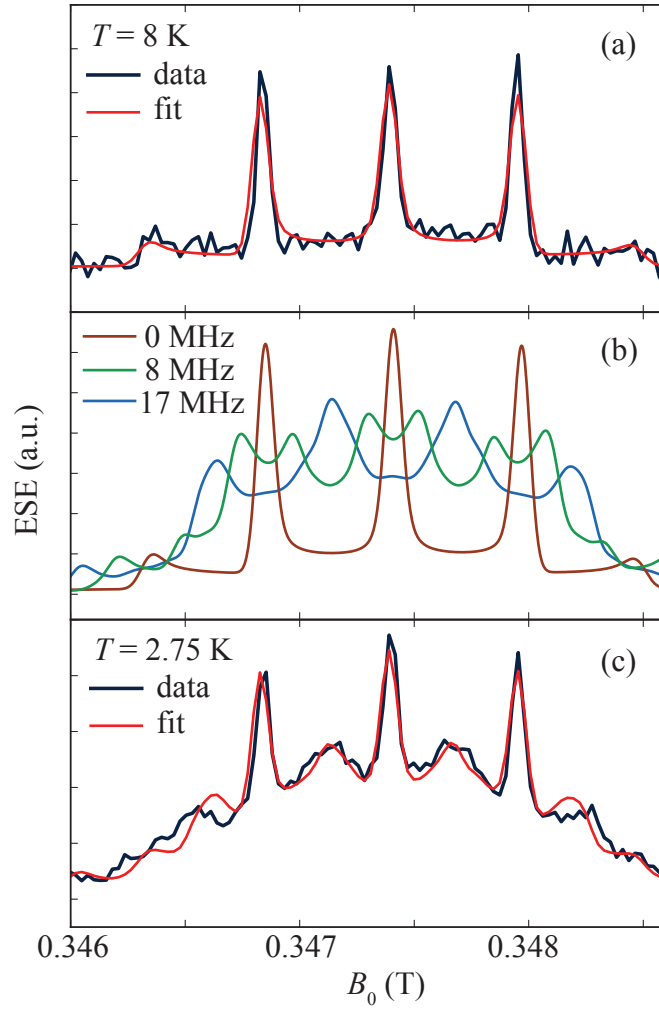 T = 8 K
(a)
data
fit
0 MHz
(b)
8 MHz
17 MHz
ESE (a.u.)
T = 2.75 K
(c)
data
fit
0.346
0.347
0.348
B₀ (T)